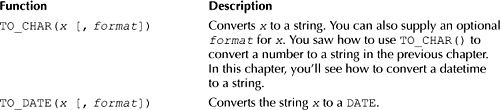 Function Description
TO_CHAR(x [, format]) Converts x to a string. You can also supply an optional
format for x. You saw how to use TO_CHAR() to
convert a number to a string in the previous chapter.
In this chapter, you'll see how to convert a datetime
to a string.
TO_DATE(x [, format]) Converts the string x to a DATE.